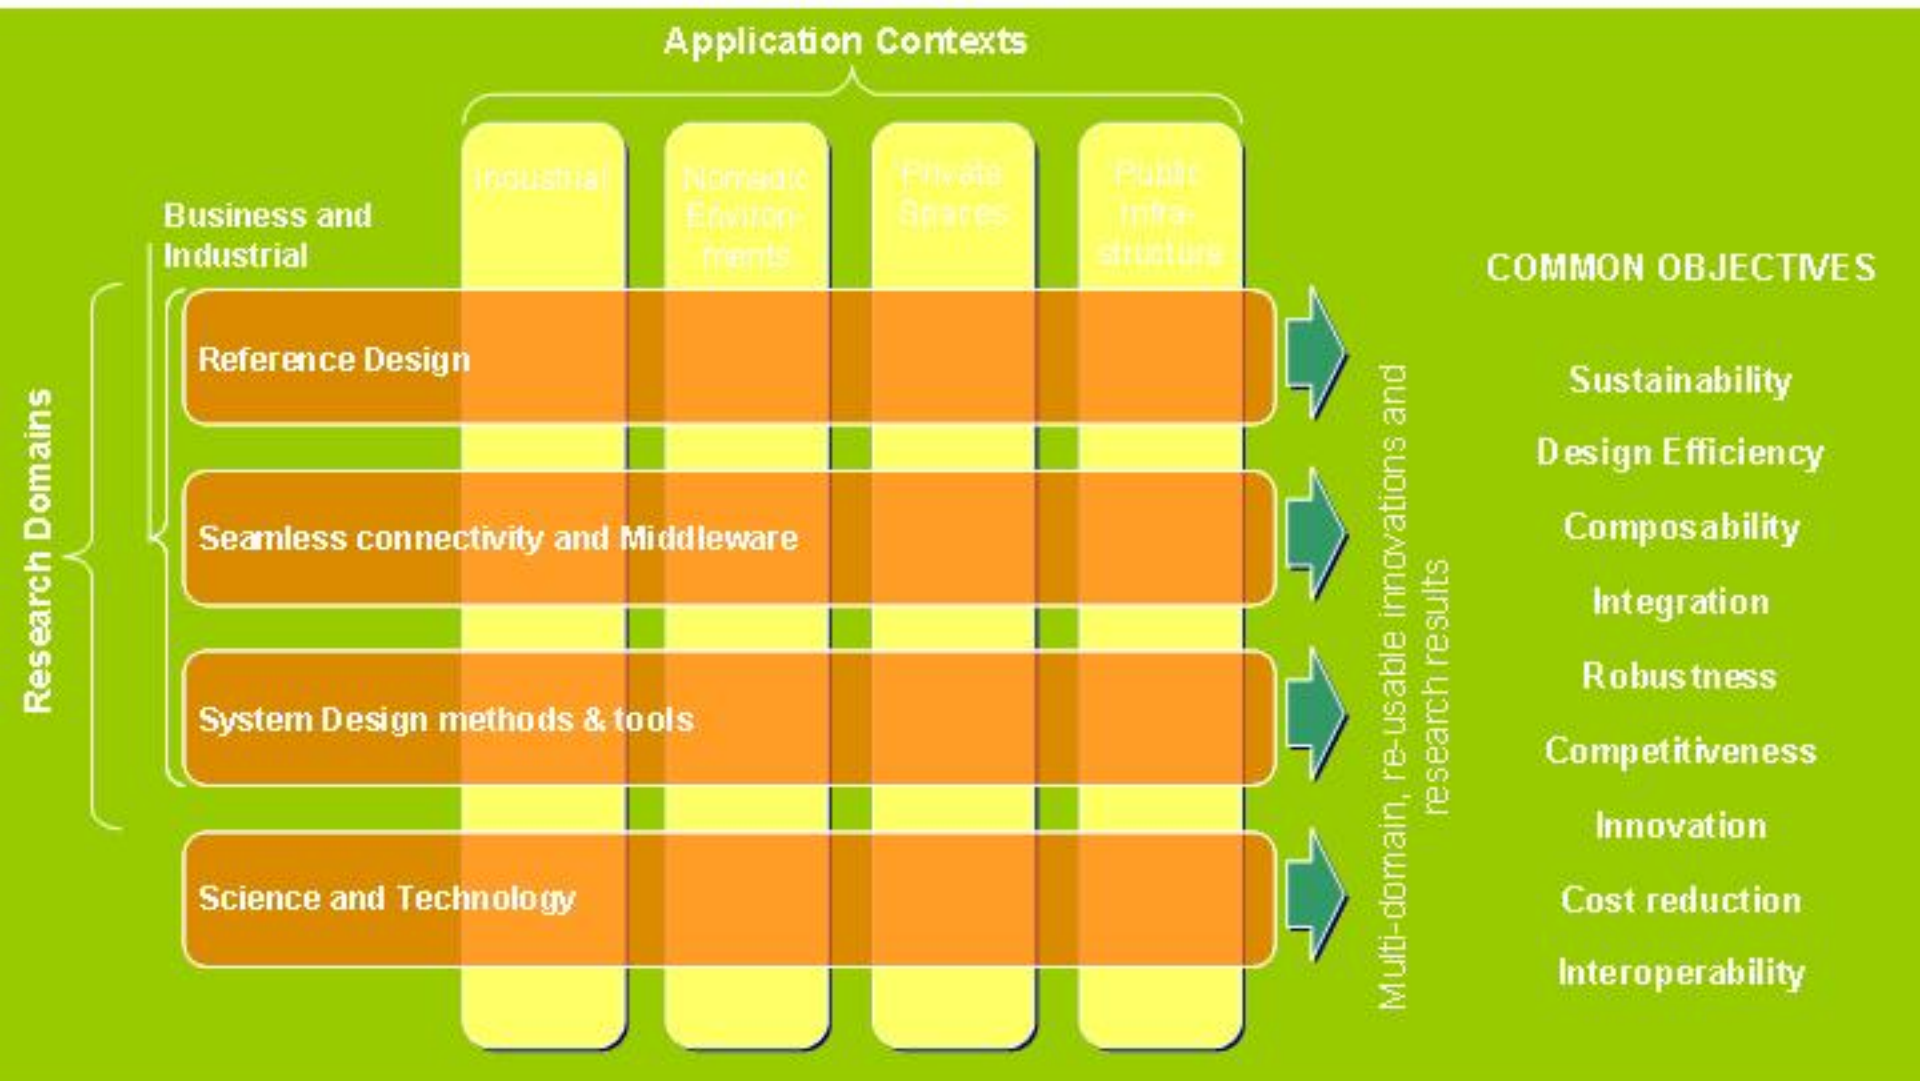 Application Contexts
Industrial
Nomadic
Environ-
ments
Private
Spaces
Public
Infra-
structure
Business and
Industrial
Research Domains
Reference Design
Seamless connectivity and Middleware
System Design methods & tools
Science and Technology
Multi-domain, re-usable innovations and
research results
COMMON OBJECTIVES
Sustainability
Design Efficiency
Composability
Integration
Robustness
Competitiveness
Innovation
Cost reduction
Interoperability